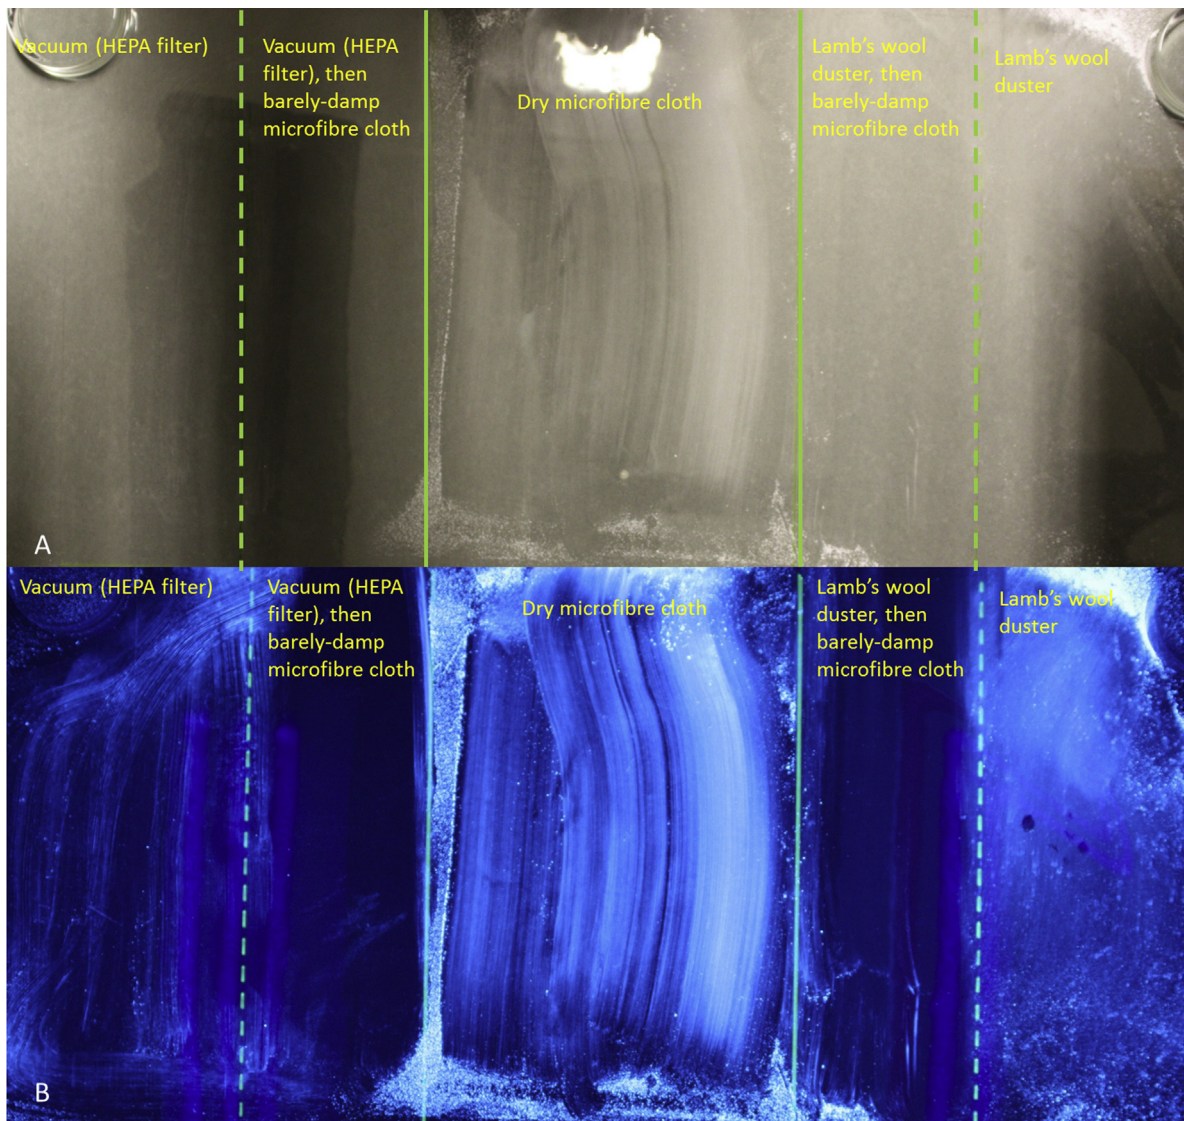 Vacuum (HEPA filter)
Vacuum (HEPA
filter), then
barely-damp
microfibre cloth
Dry microfibre cloth
Lamb’s wool
duster, then
barely-damp
microfibre cloth
Lamb’s wool
duster
A
Vacuum (HEPA filter)
Vacuum (HEPA
filter), then
barely-damp
microfibre cloth
Dry microfibre cloth
Lamb’s wool
duster, then
barely-damp
microfibre cloth
Lamb’s wool
duster
B